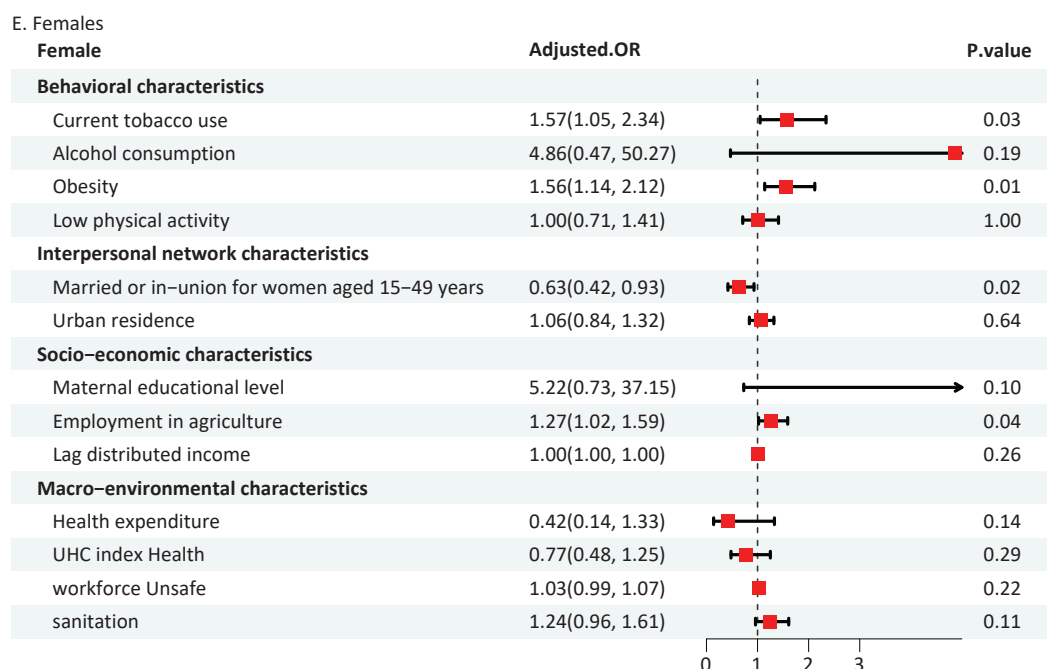 E. Females
Female Adjusted.OR P.value
Behavioral characteristics
Current tobacco use 1.57(1.05, 2.34) 0.03
Alcohol consumption 4.86(0.47, 50.27) 0.19
Obesity 1.56(1.14, 2.12) 0.01
Low physical activity 1.00(0.71, 1.41) 1.00
Interpersonal network characteristics
Married or in−union for women aged 15−49 years 0.63(0.42, 0.93) 0.02
Urban residence 1.06(0.84, 1.32) 0.64
Socio−economic characteristics
Maternal educational level 5.22(0.73, 37.15) 0.10
Employment in agriculture 1.27(1.02, 1.59) 0.04
Lag distributed income 1.00(1.00, 1.00) 0.26
Macro−environmental characteristics
Health expenditure 0.42(0.14, 1.33) 0.14
UHC index Health 0.77(0.48, 1.25) 0.29
workforce Unsafe 1.03(0.99, 1.07) 0.22
sanitation 1.24(0.96, 1.61) 0.11
0 1 2 3